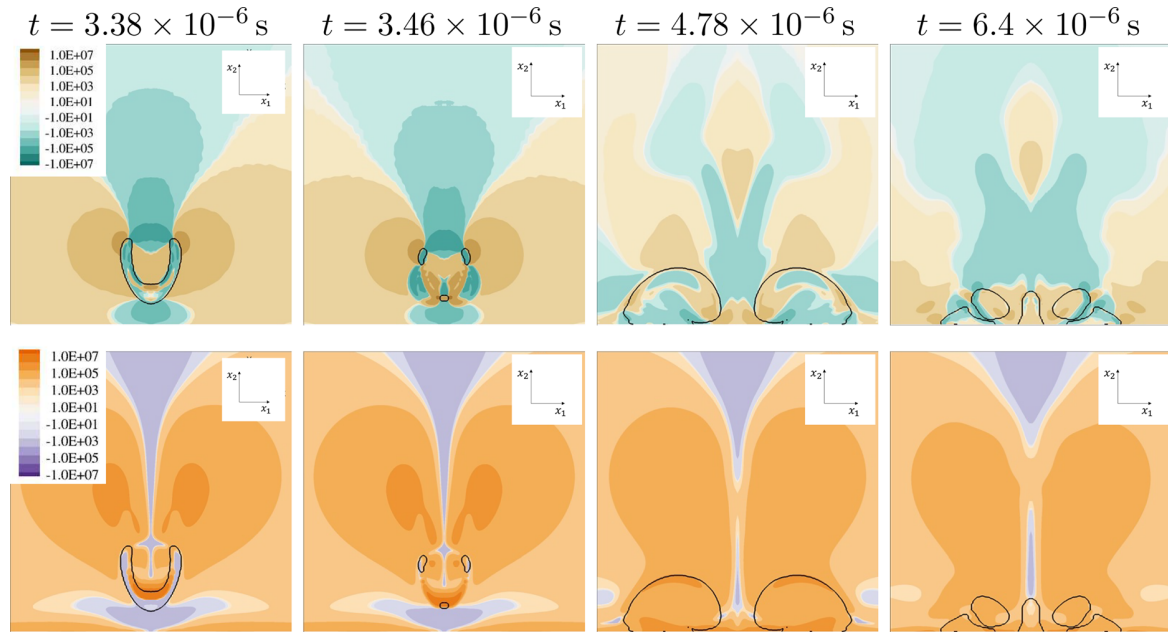 t = 3.38 × 10⁻⁶ s t = 3.46 × 10⁻⁶ s t = 4.78 × 10⁻⁶ s t = 6.4 × 10⁻⁶ s
1.0E+07
1.0E+05
1.0E+03
1.0E+01
-1.0E+01
-1.0E+03
-1.0E+05
-1.0E+07
x₂
x₁
x₂
x₁
x₂
x₁
x₂
x₁
1.0E+07
1.0E+05
1.0E+03
1.0E+01
-1.0E+01
-1.0E+03
-1.0E+05
-1.0E+07
x₂
x₁
x₂
x₁
x₂
x₁
x₂
x₁